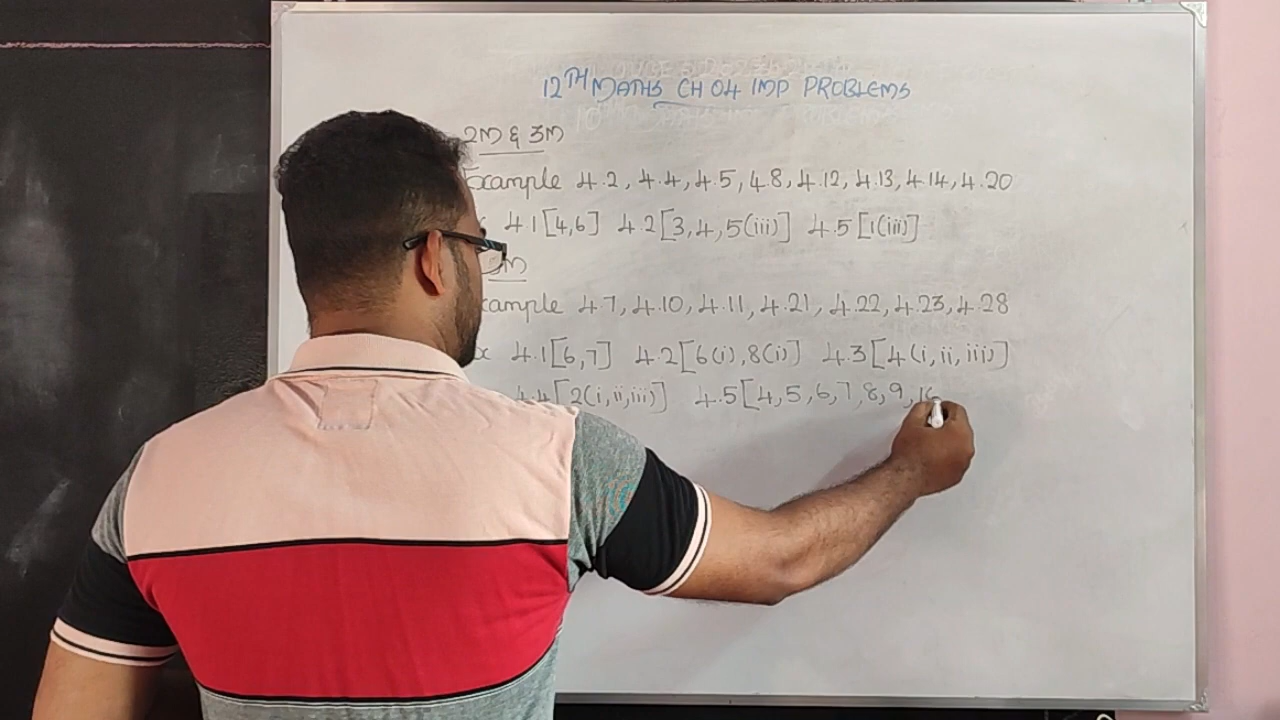 12TH MATHS CH 04 IMP PROBLEMS
2M & 3M
Example 4.2, 4.4, 4.5, 4.8, 4.12, 4.13, 4.14, 4.20
4.1[4,6] 4.2[3,4,5(iii)] 4.5[1(iii)]
5M
Example 4.7, 4.10, 4.11, 4.21, 4.22, 4.23, 4.28
4.1[6,7] 4.2[6(i),8(i)] 4.3[4(i,ii,iii)]
4.4[2(i,ii,iii)] 4.5[4,5,6,7,8,9,